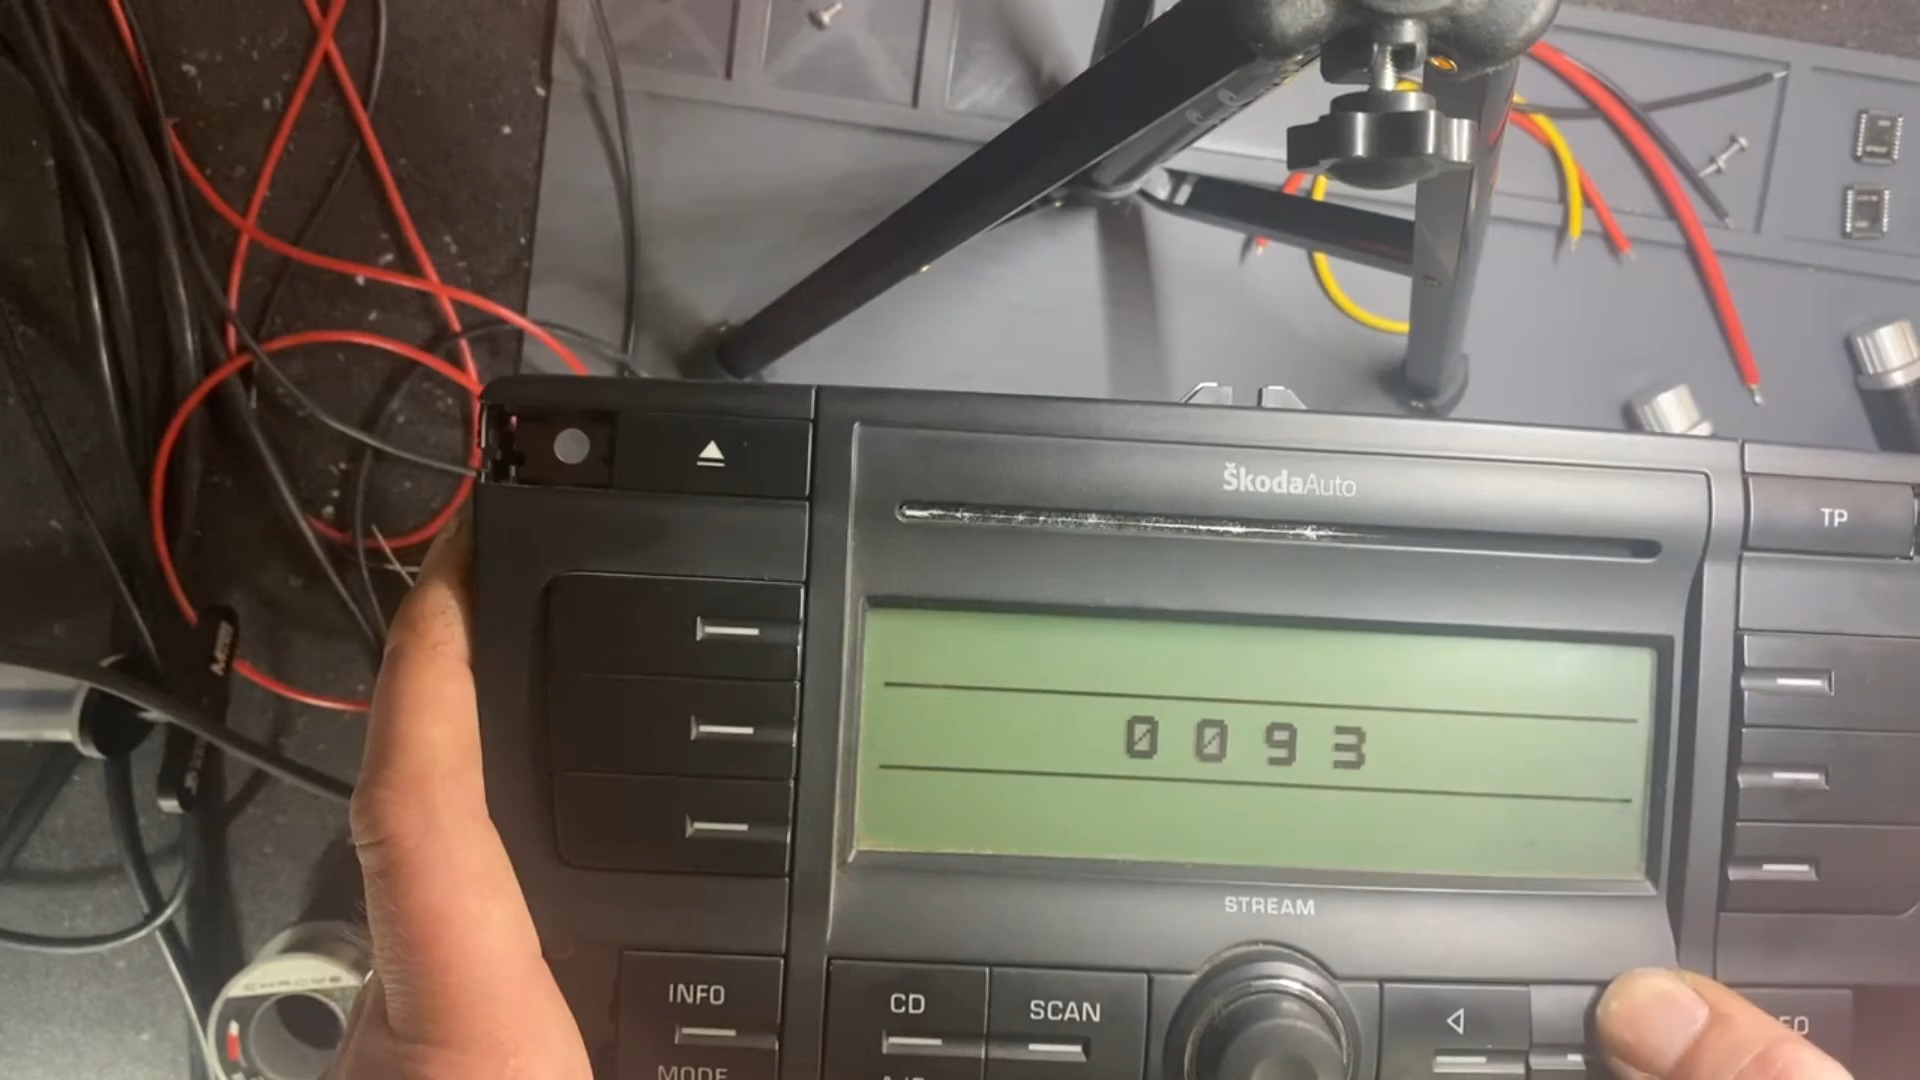 ŠkodaAuto
TP
0093
STREAM
INFO
CD
SCAN
MODE